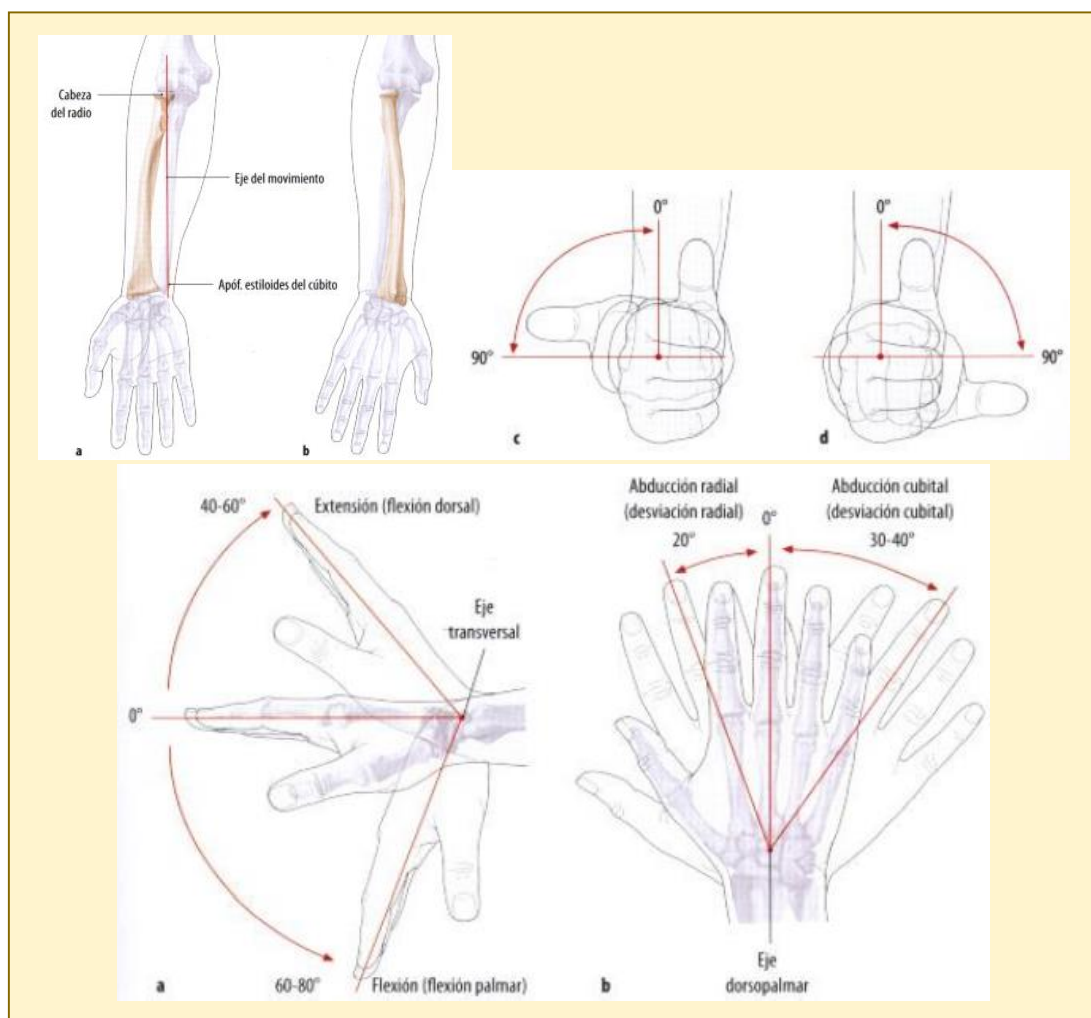 Cabeza
del radio
Eje del movimiento
Apóf. estiloides del cúbito
a
b
0°
90°
c
0°
90°
d
40-60°
Extensión (flexión dorsal)
Eje
transversal
0°
60-80°
Flexión (flexión palmar)
a
Abducción radial
(desviación radial)
20°
0°
Abducción cubital
(desviación cubital)
30-40°
b
Eje
dorsopalmar